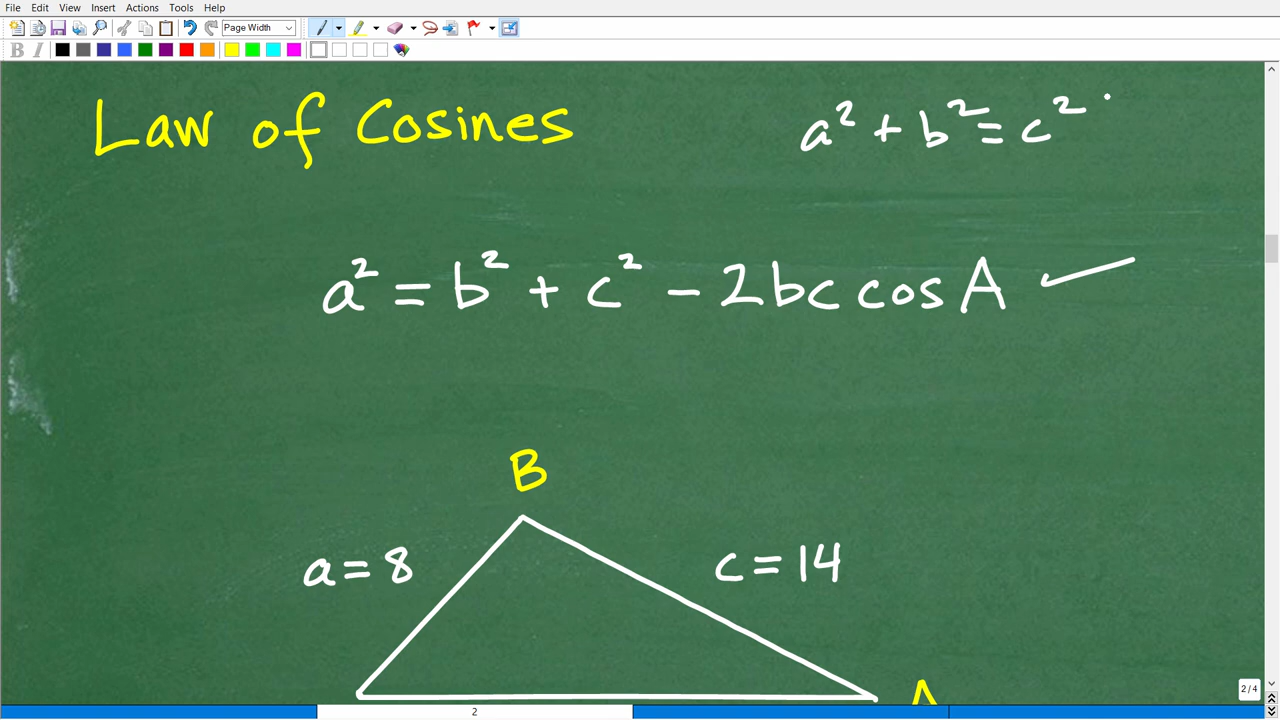 File Edit View Insert Actions Tools Help
Page Width
B I
Law of Cosines
a² + b² = c²
a² = b² + c² - 2bc cos A
B
a = 8
c = 14
A
2 / 4
2